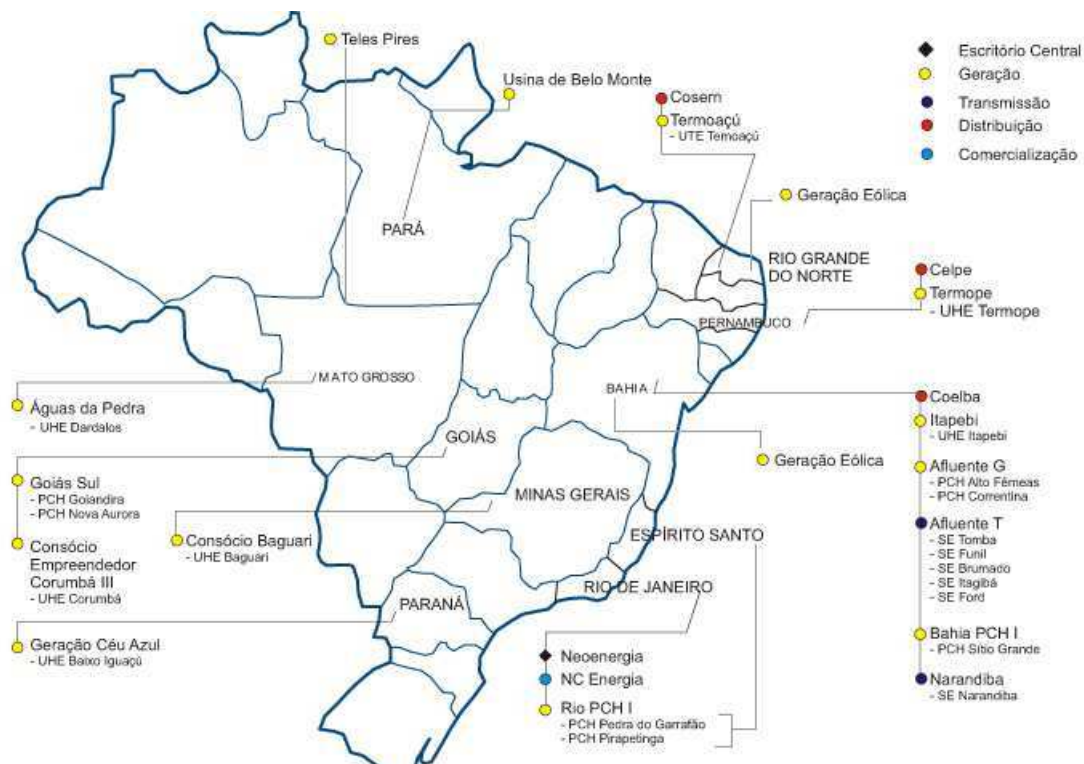 Teles Pires
Usina de Belo Monte
Cosern
Termoaçú
- UTE Temoaçú
Escritório Central
Geração
Transmissão
Distribuição
Comercialização
Geração Eólica
PARÁ
RIO GRANDE
DO NORTE
Celpe
Termope
- UHE Termope
PERNAMBUCO
MATO GROSSO
BAHIA
Águas da Pedra
- UHE Dardalos
Coelba
Itapebi
- UHE Itapebi
Afluente G
- PCH Alto Fêmeas
- PCH Correntina
Afluente T
- SE Tomba
- SE Funil
- SE Brumado
- SE Itagibá
- SE Ford
Bahia PCH I
- PCH Sítio Grande
Narandiba
- SE Narandiba
GOIÁS
Geração Eólica
Goiás Sul
- PCH Goiandira
- PCH Nova Aurora
MINAS GERAIS
Consócio
Empreendedor
Corumbá III
- UHE Corumbá
Consócio Baguari
- UHE Baguari
ESPÍRITO SANTO
RIO DE JANEIRO
PARANÁ
Geração Céu Azul
- UHE Baixo Iguaçú
Neoenergia
NC Energia
Rio PCH I
- PCH Pedra do Garrafão
- PCH Pirapetinga